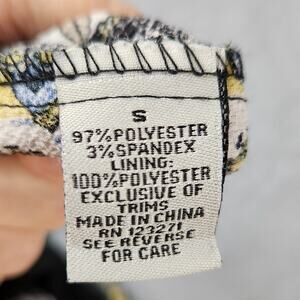 S
97% POLYESTER
3% SPANDEX
LINING:
100% POLYESTER
EXCLUSIVE OF
TRIMS
MADE IN CHINA
RN 123271
SEE REVERSE
FOR CARE